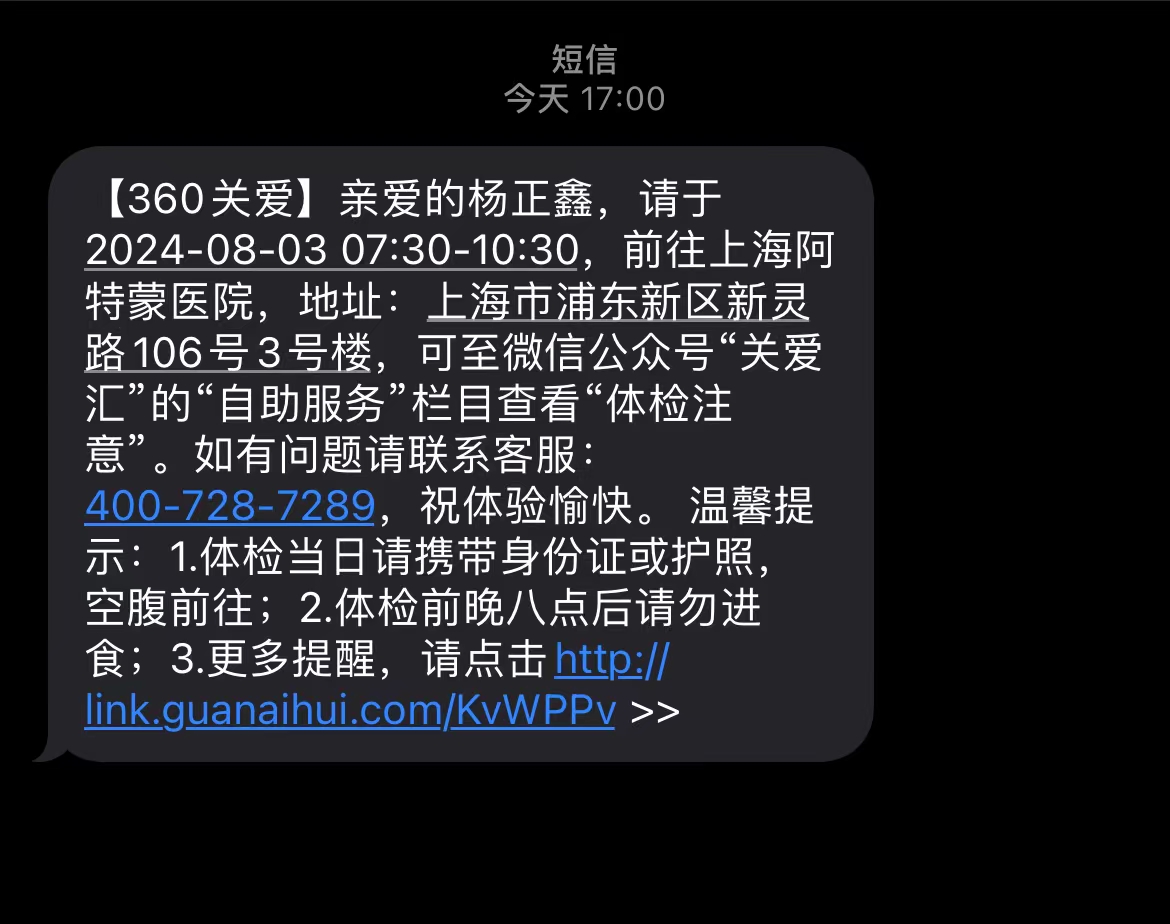 短信
今天 17:00
【360关爱】亲爱的杨正鑫，请于
2024-08-03 07:30-10:30，前往上海阿
特蒙医院，地址：上海市浦东新区新灵
路106号3号楼，可至微信公众号“关爱
汇”的“自助服务”栏目查看“体检注
意”。如有问题请联系客服：
400-728-7289，祝体验愉快。 温馨提
示：1.体检当日请携带身份证或护照，
空腹前往；2.体检前晚八点后请勿进
食；3.更多提醒，请点击http://
link.guanaihui.com/KvWPPv >>